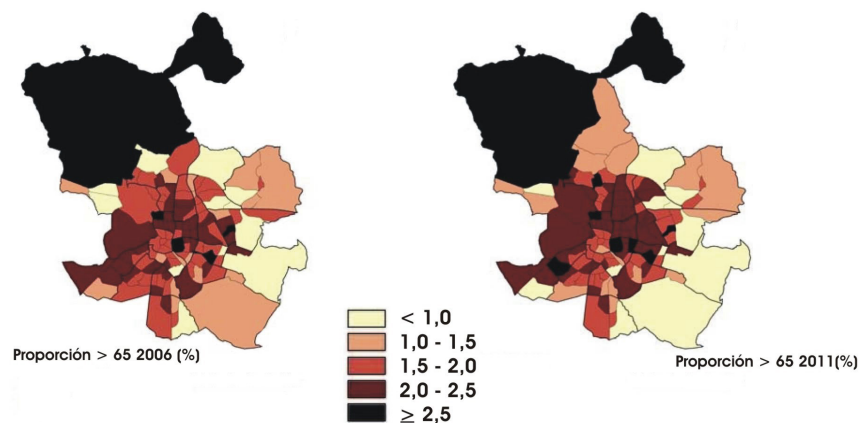 < 1,0
1,0 - 1,5
Proporción > 65 2006 (%)
Proporción > 65 2011(%)
1,5 - 2,0
2,0 - 2,5
≥ 2,5